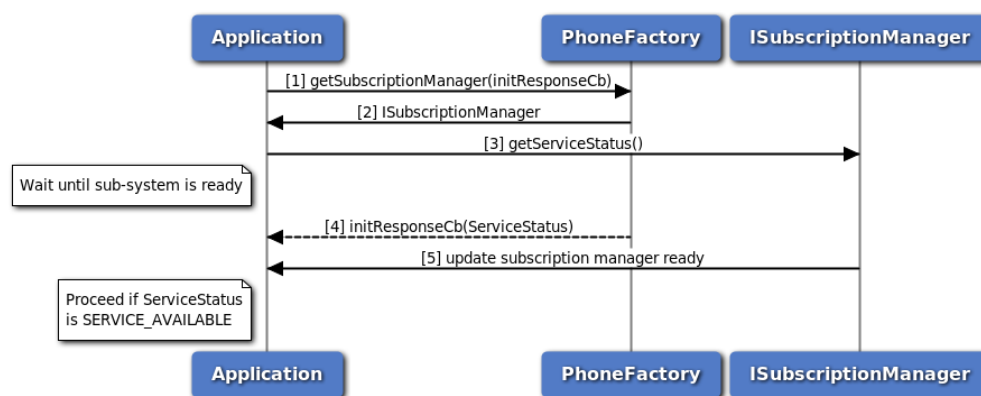 Application PhoneFactory ISubscriptionManager
[1] getSubscriptionManager(initResponseCb)
[2] ISubscriptionManager
[3] getServiceStatus()
Wait until sub-system is ready
[4] initResponseCb(ServiceStatus)
[5] update subscription manager ready
Proceed if ServiceStatus
is SERVICE_AVAILABLE
Application PhoneFactory ISubscriptionManager